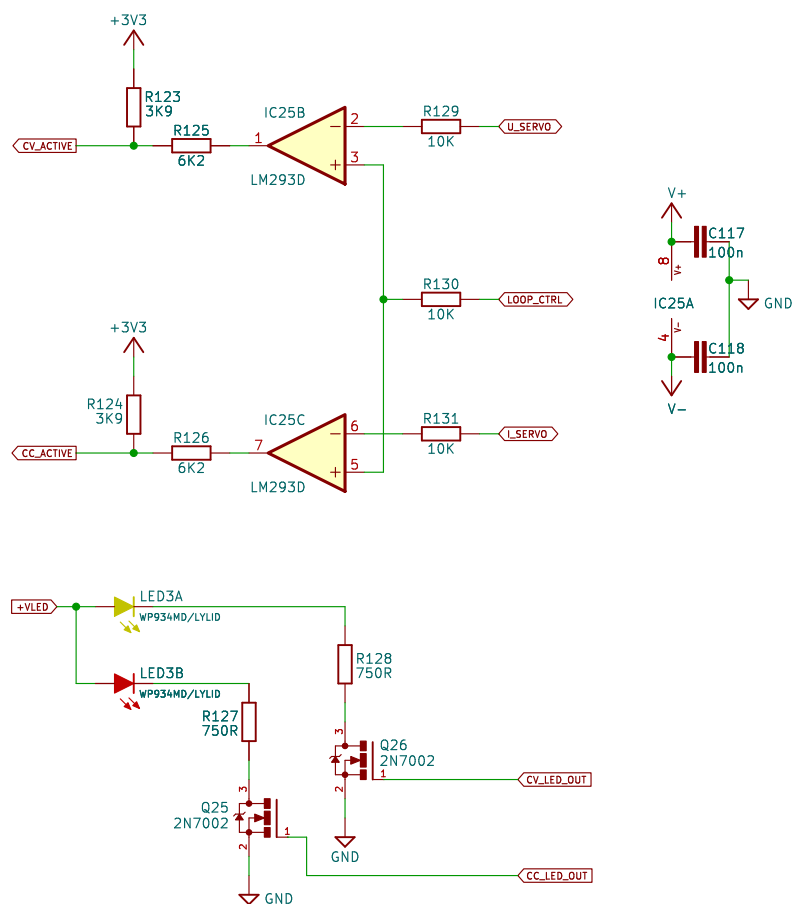 +3V3
R123
3K9
CV_ACTIVE
R125
6K2
IC25B
1
2
3
−
+
LM293D
R129
10K
U_SERVO
R130
10K
LOOP_CTRL
V+
C117
100n
8
V+
IC25A
GND
4
V-
C118
100n
V-
+3V3
R124
3K9
CC_ACTIVE
R126
6K2
IC25C
7
6
5
−
+
LM293D
R131
10K
I_SERVO
+VLED
LED3A
WP934MD/LYLID
LED3B
WP934MD/LYLID
R128
750R
R127
750R
3
Q26
2N7002
1
2
CV_LED_OUT
GND
3
Q25
2N7002
1
2
CC_LED_OUT
GND